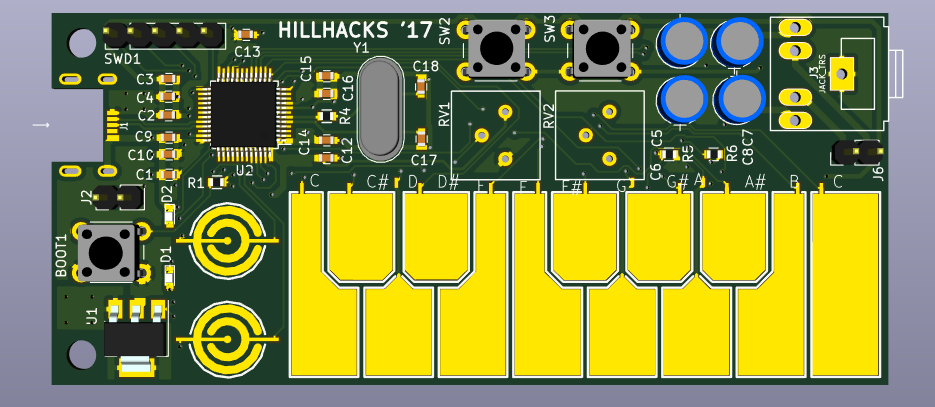 HILLHACKS '17
SWD1
C13
Y1
SW2
SW3
J3
JACK_TRS
C3
C4
C2
C9
C10
C1
J1
C15
C16
R4
C14
C12
C18
C17
RV1
RV2
C5
C6
R5
R6
C8
C7
J6
U2
R1
J2
D2
BOOT1
D1
U1
C
C#
D
D#
E
F
F#
G
G#
A
A#
B
C